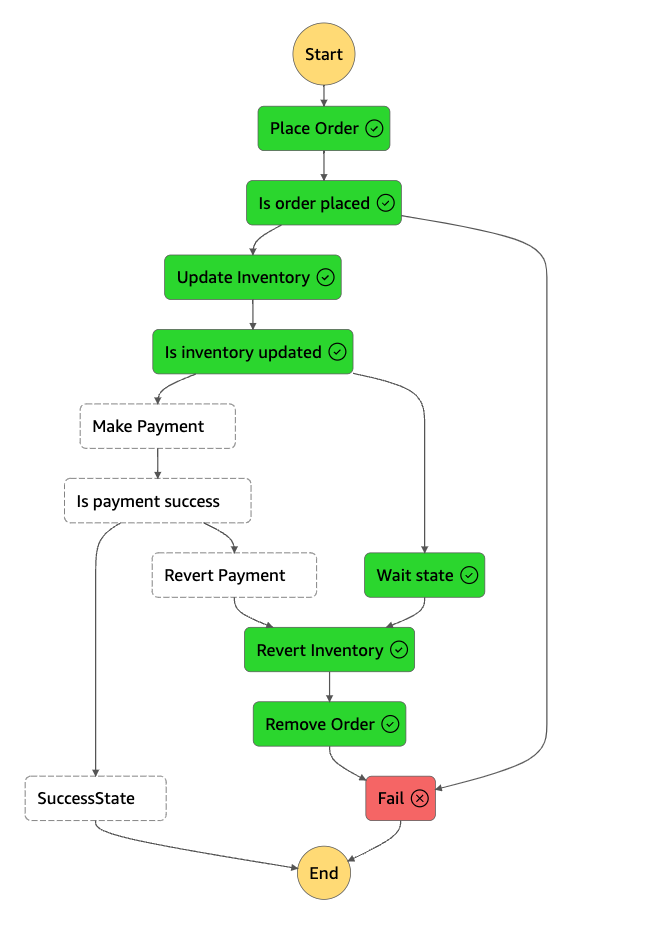 Start
Place Order
Is order placed
Update Inventory
Is inventory updated
Make Payment
Is payment success
Revert Payment
Wait state
Revert Inventory
Remove Order
SuccessState
Fail
End